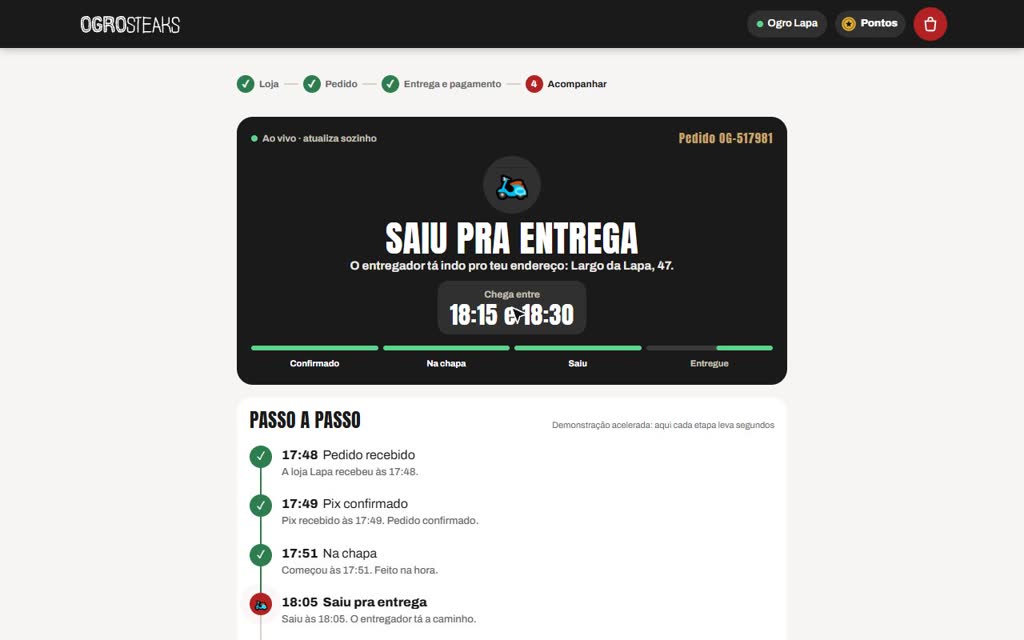 OGROSTEAKS
Ogro Lapa
Pontos
Loja
Pedido
Entrega e pagamento
4 Acompanhar
Ao vivo · atualiza sozinho
Pedido OG-517981
SAIU PRA ENTREGA
O entregador tá indo pro teu endereço: Largo da Lapa, 47.
Chega entre
18:15 e 18:30
Confirmado
Na chapa
Saiu
Entregue
PASSO A PASSO
Demonstração acelerada: aqui cada etapa leva segundos
17:48 Pedido recebido
A loja Lapa recebeu às 17:48.
17:49 Pix confirmado
Pix recebido às 17:49. Pedido confirmado.
17:51 Na chapa
Começou às 17:51. Feito na hora.
18:05 Saiu pra entrega
Saiu às 18:05. O entregador tá a caminho.